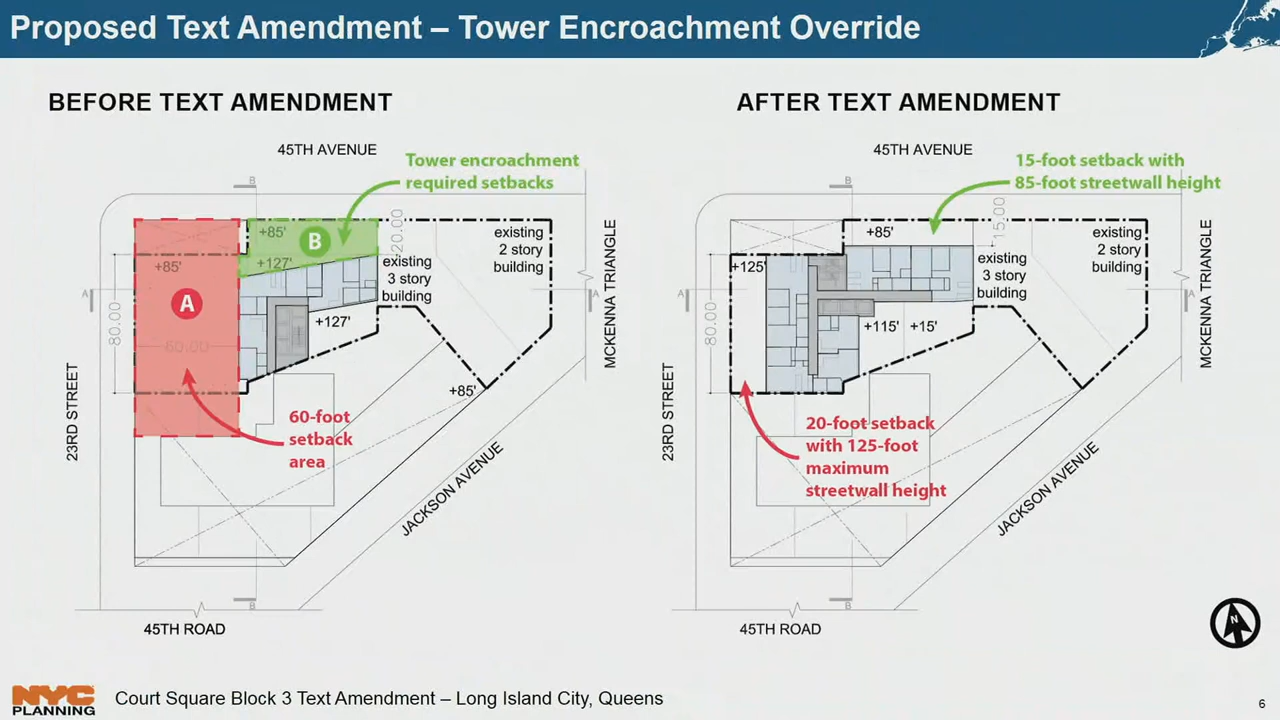 Proposed Text Amendment – Tower Encroachment Override
BEFORE TEXT AMENDMENT
45TH AVENUE
Tower encroachment
required setbacks
B
20.00
+85'
B
+127'
+85'
existing
2 story
building
existing
3 story
building
A
A
A
80.00
60.00
+127'
+85'
MCKENNA TRIANGLE
23RD STREET
60-foot
setback
area
JACKSON AVENUE
B
45TH ROAD
AFTER TEXT AMENDMENT
45TH AVENUE
15-foot setback with
85-foot streetwall height
B
15.00
+85'
existing
2 story
building
+125'
existing
3 story
building
A
A
80.00
+115'
+15'
MCKENNA TRIANGLE
23RD STREET
20-foot setback
with 125-foot
maximum
streetwall height
JACKSON AVENUE
B
45TH ROAD
N
NYC
PLANNING
Court Square Block 3 Text Amendment – Long Island City, Queens
6